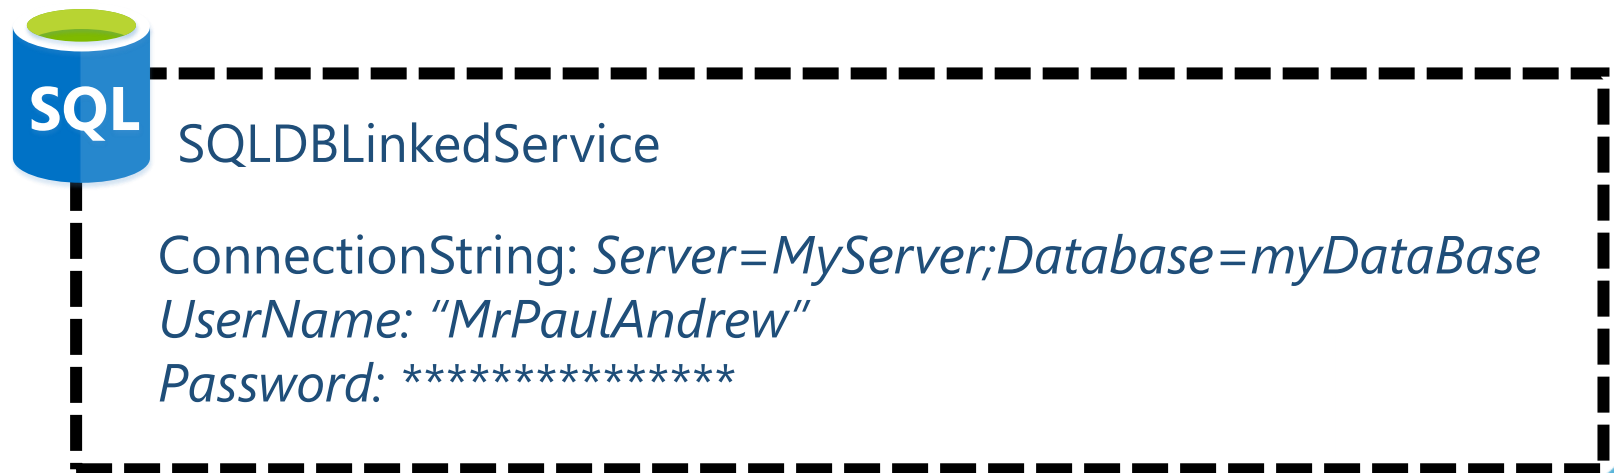 SQL
SQLDBLinkedService
ConnectionString: Server=MyServer;Database=myDataBase
UserName: “MrPaulAndrew”
Password: ***************